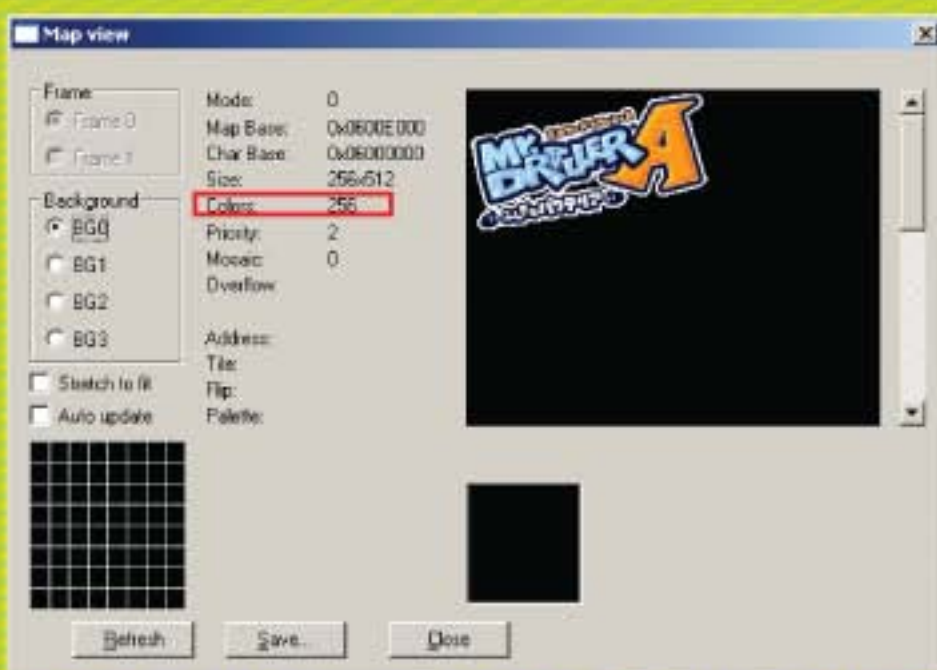 Map view
Frame
Frame 0
Frame 1
Background
BG0
BG1
BG2
BG3
Stretch to fit
Auto update
Mode: 0
Map Base: 0x0600E000
Char Base: 0x06000000
Size: 256x512
Colors: 256
Priority: 2
Mosaic: 0
Overflow
Address:
Tile:
Flip:
Palette:
MR.
DRILLER A
Refresh
Save...
Close